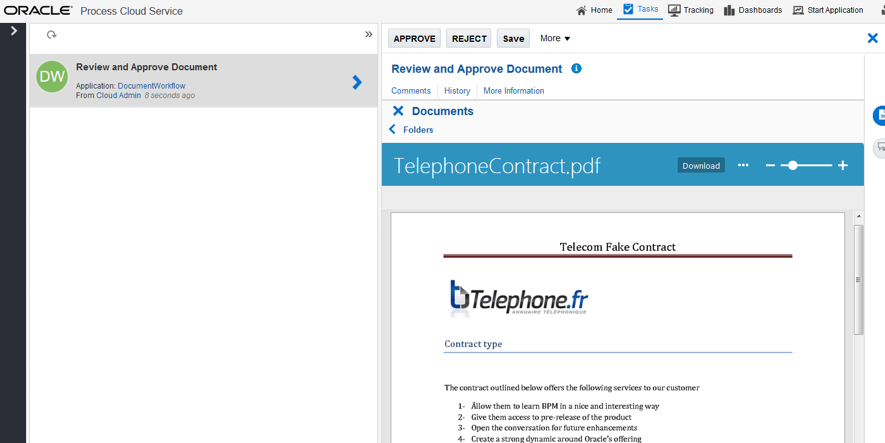 ORACLE® Process Cloud Service
Home Tasks Tracking Dashboards Start Application
DW
Review and Approve Document
Application: DocumentWorkflow
From Cloud Admin 8 seconds ago
APPROVE REJECT Save More
Review and Approve Document
Comments History More Information
Documents
Folders
TelephoneContract.pdf Download
Telecom Fake Contract
Telephone.fr
ANNUAIRE TÉLÉPHONIQUE
Contract type
The contract outlined below offers the following services to our customer
1- Allow them to learn BPM in a nice and interesting way
2- Give them access to pre-release of the product
3- Open the conversation for future enhancements
4- Create a strong dynamic around Oracle's offering